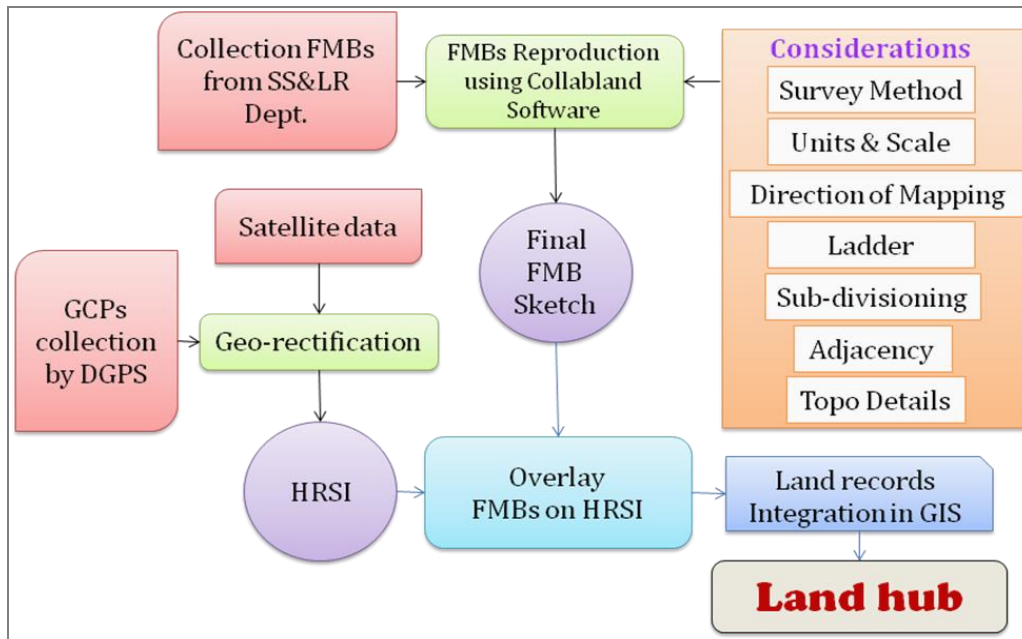 Collection FMBs
from SS&LR
Dept.
FMBs Reproduction
using Collabland
Software
Considerations
Survey Method
Units & Scale
Direction of Mapping
Ladder
Sub-divisioning
Adjacency
Topo Details
Satellite data
Final
FMB
Sketch
GCPs
collection
by DGPS
Geo-rectification
HRSI
Overlay
FMBs on HRSI
Land records
Integration in GIS
Land hub